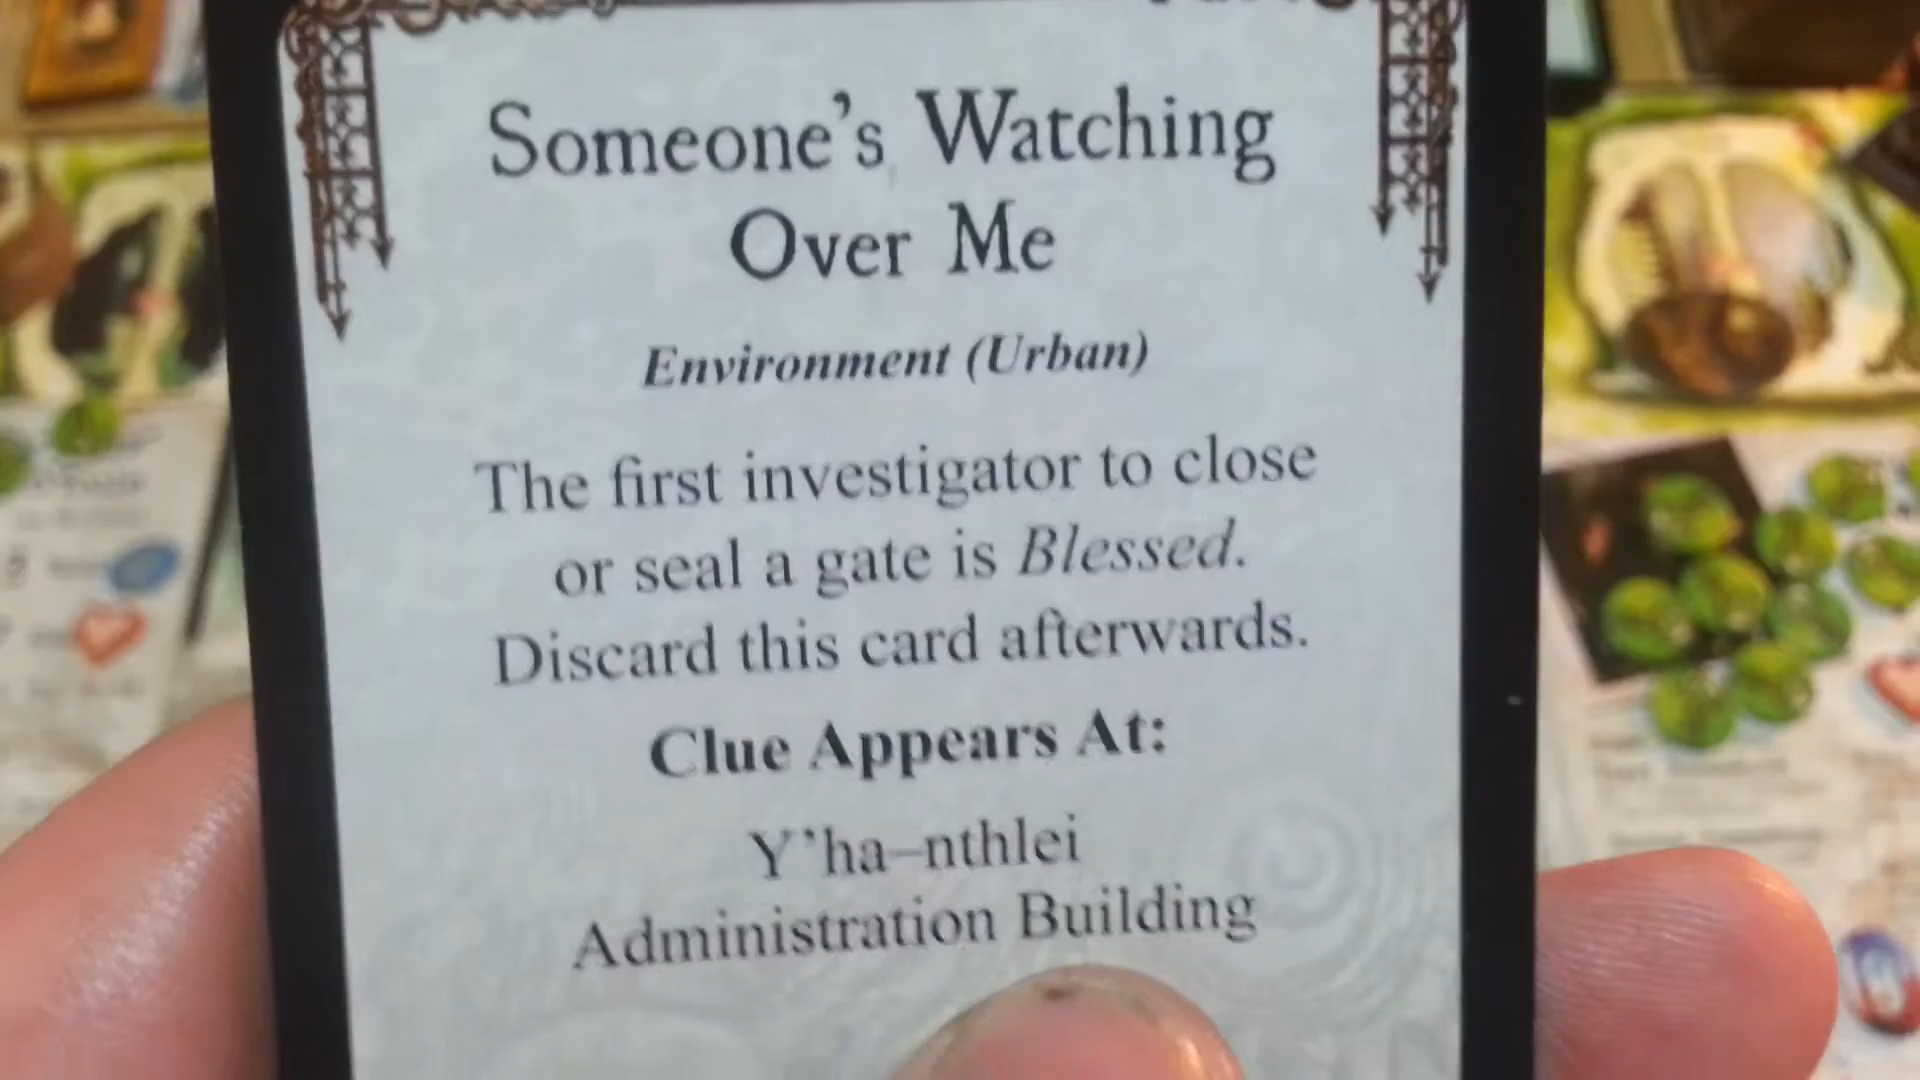 Someone's Watching
Over Me
Environment (Urban)
The first investigator to close
or seal a gate is Blessed.
Discard this card afterwards.
Clue Appears At:
Y'ha–nthlei
Administration Building